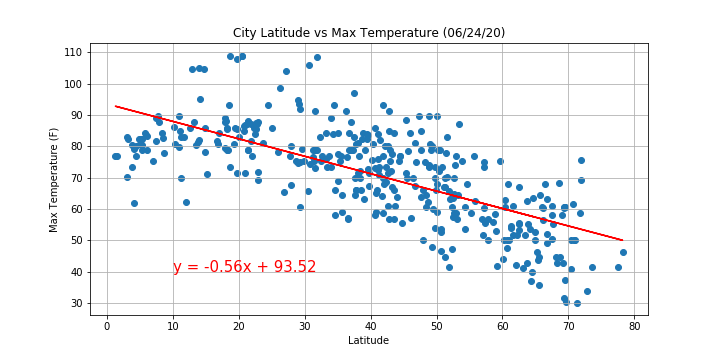 City Latitude vs Max Temperature (06/24/20)
Max Temperature (F)
110
100
90
80
70
60
50
40
30
y = -0.56x + 93.52
0 10 20 30 40 50 60 70 80
Latitude